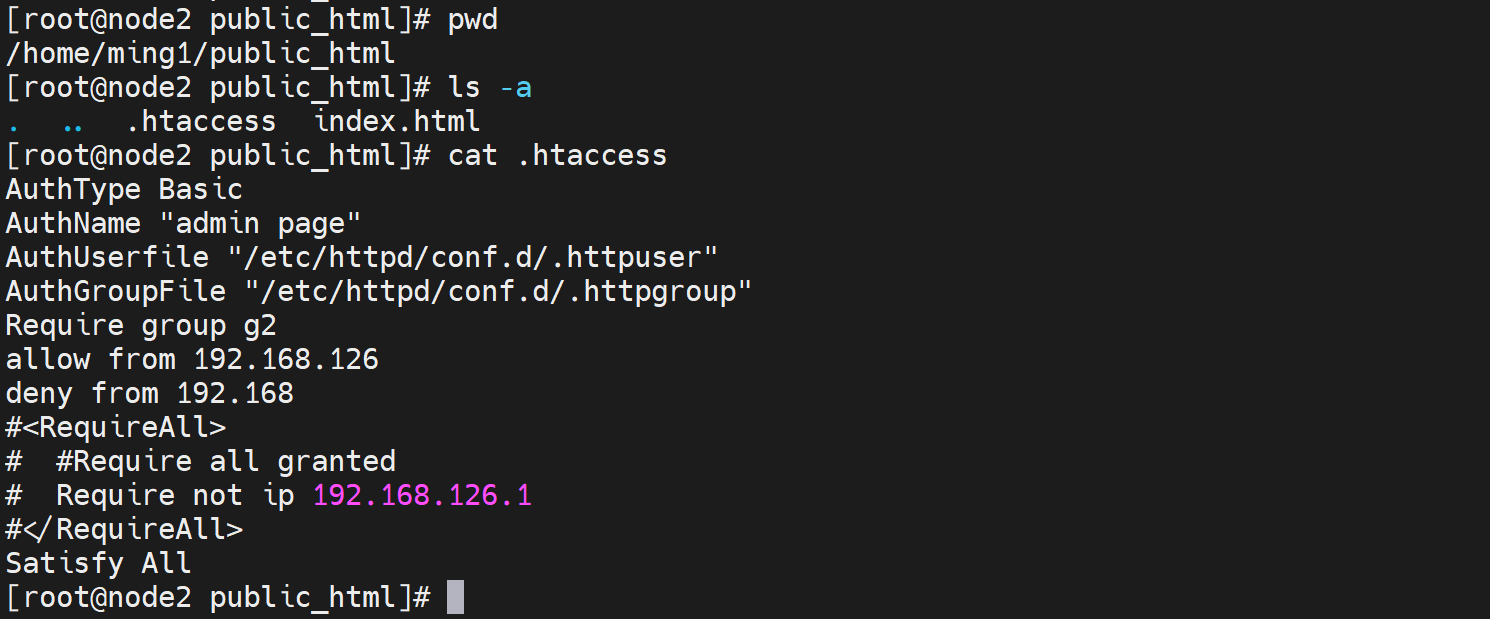 [root@node2 public_html]# pwd
/home/ming1/public_html
[root@node2 public_html]# ls -a
.  ..  .htaccess  index.html
[root@node2 public_html]# cat .htaccess
AuthType Basic
AuthName "admin page"
AuthUserfile "/etc/httpd/conf.d/.httpuser"
AuthGroupFile "/etc/httpd/conf.d/.httpgroup"
Require group g2
allow from 192.168.126
deny from 192.168
#<RequireAll>
#  #Require all granted
#  Require not ip 192.168.126.1
#</RequireAll>
Satisfy All
[root@node2 public_html]#